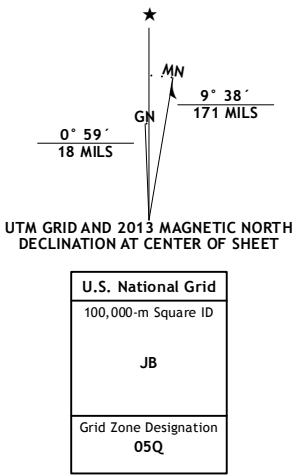 ★
MN
GN
9° 38´
171 MILS
0° 59´
18 MILS
UTM GRID AND 2013 MAGNETIC NORTH
DECLINATION AT CENTER OF SHEET
U.S. National Grid
100,000-m Square ID
JB
Grid Zone Designation
05Q